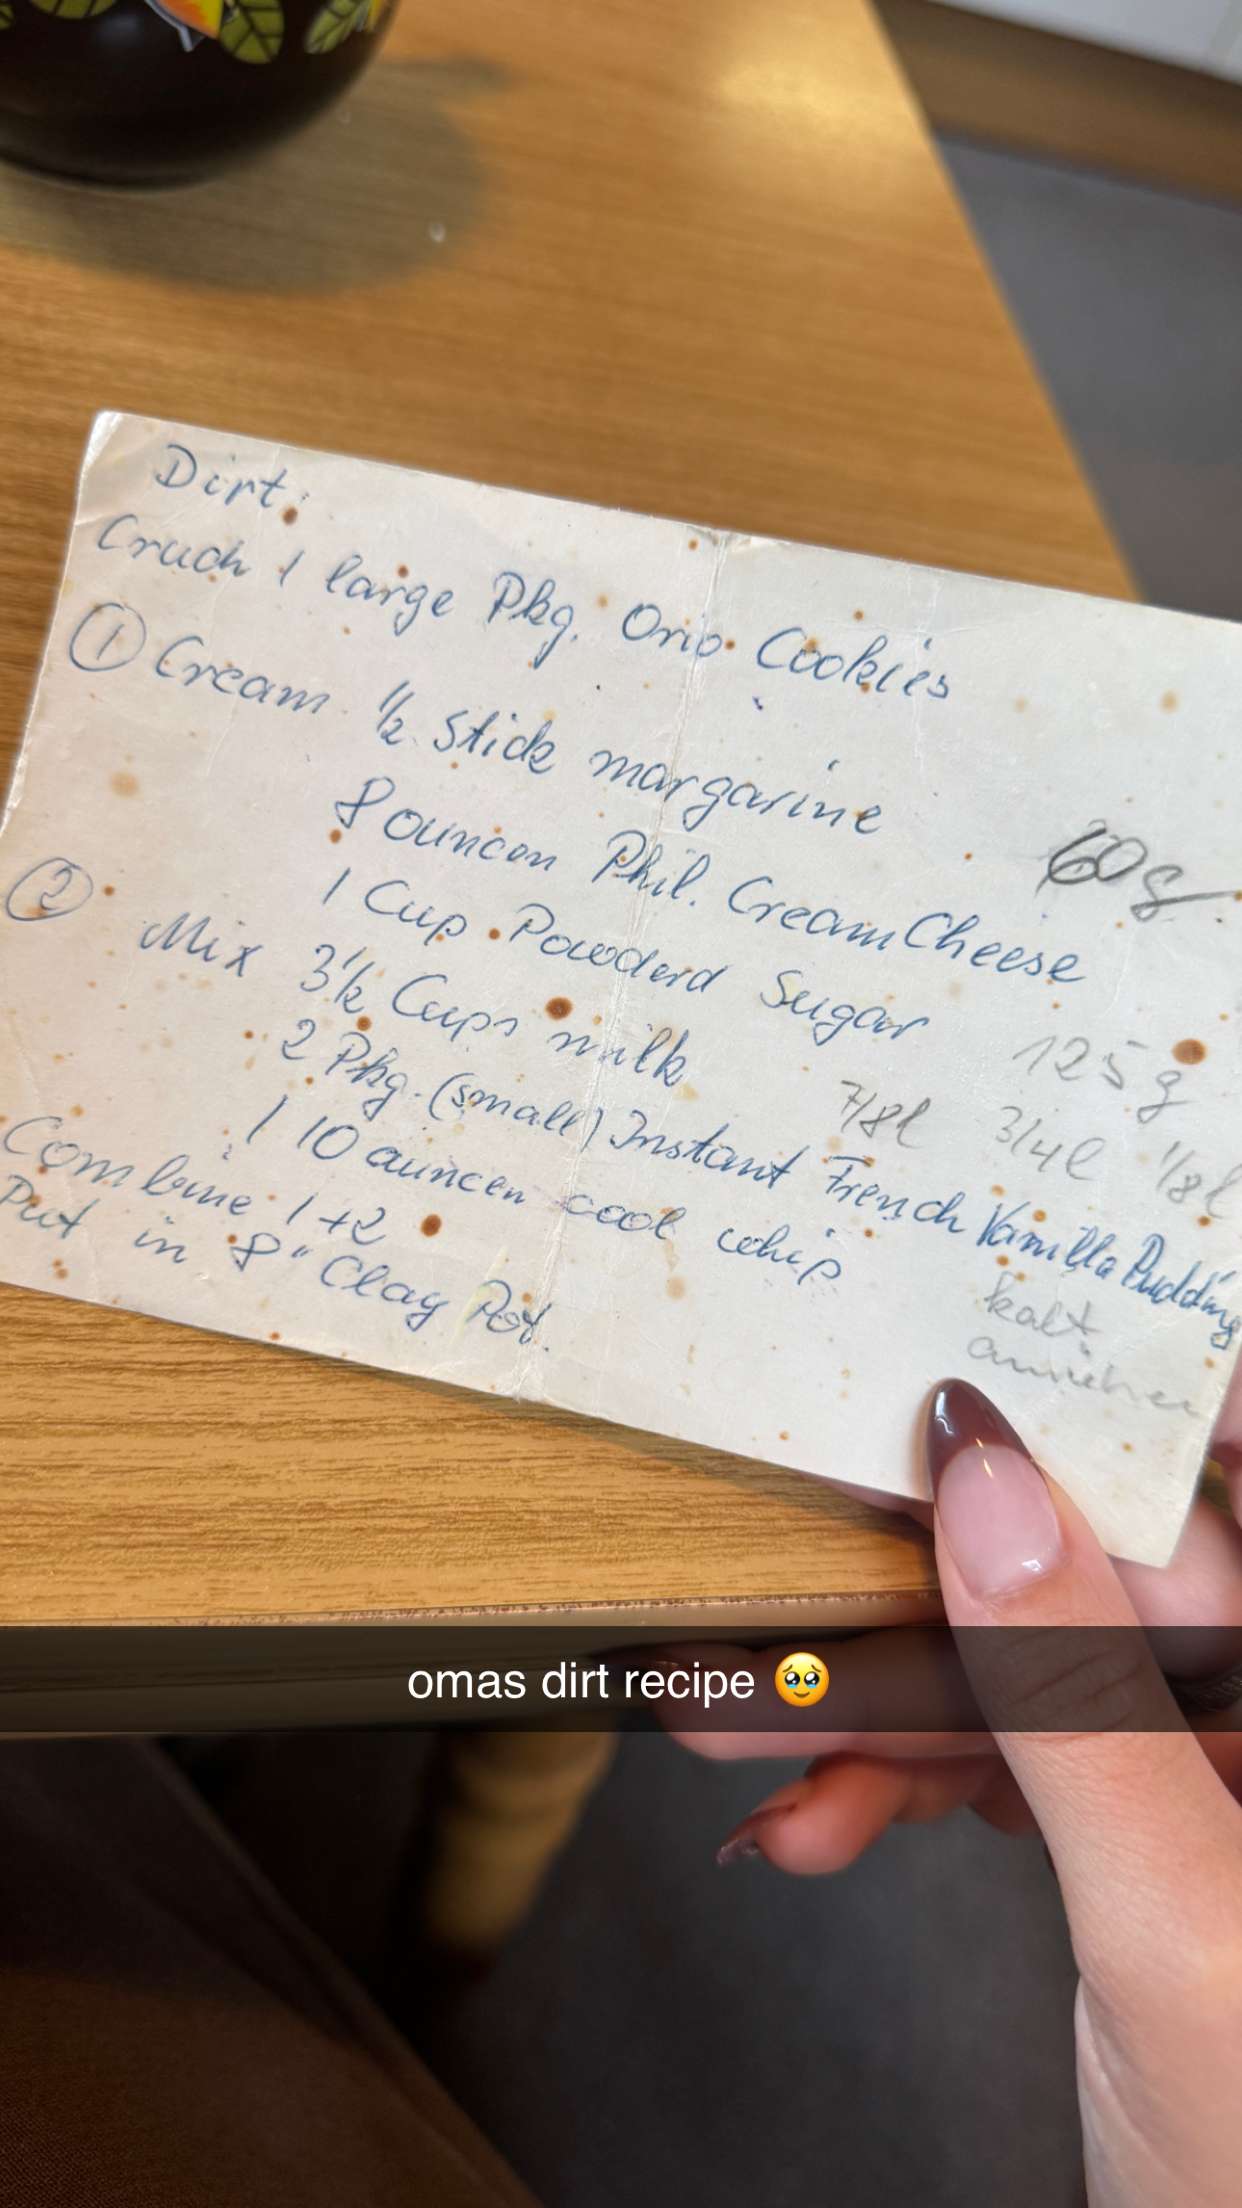 Dirt:
Cruch 1 large Pkg. Orio Cookies
① Cream 1/2 Stick margarine 60g
8 ouncen Phil. Cream Cheese
1 Cup Powderd Sugar 125g
② Mix 3 1/2 Cups milk 7/8l 3/4l 1/8l
2 Pkg. (small) Instant French Vanilla Pudding
kalt
1 10 auncen cool whip
Combine 1+2
Put in 8" Clay Pot.
omas dirt recipe 🥹